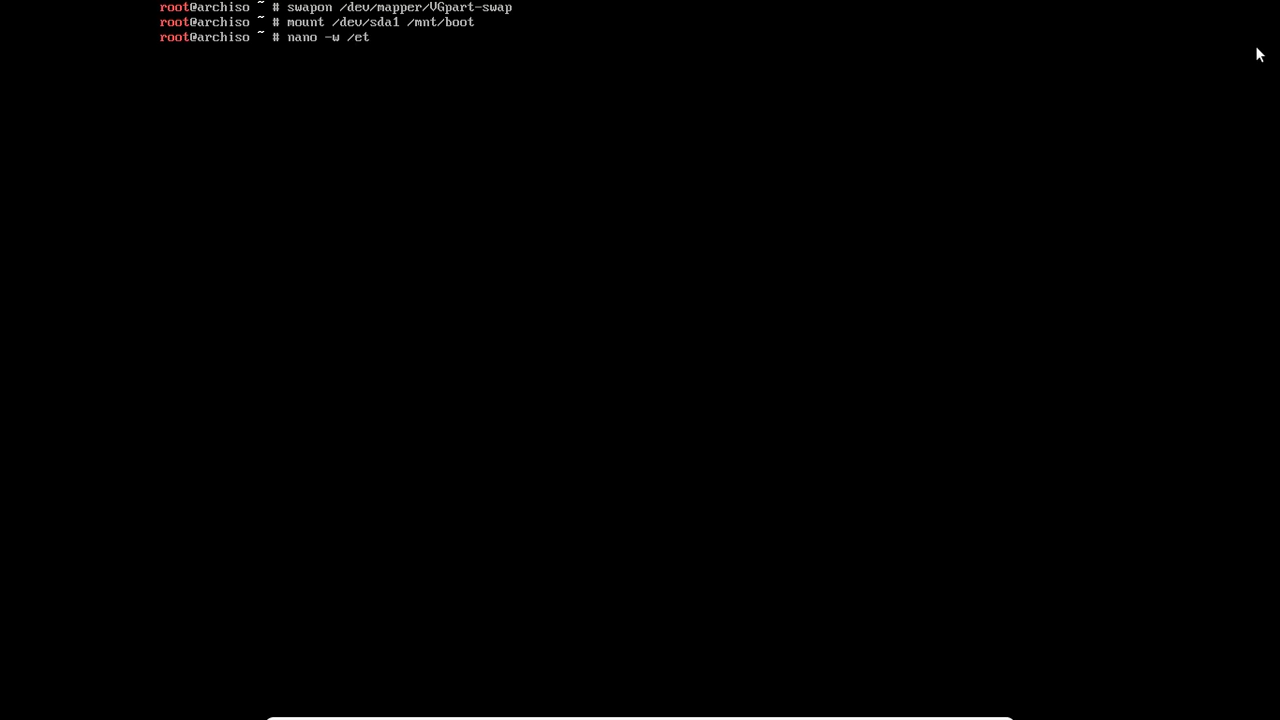 root@archiso ~ # swapon /dev/mapper/VGpart-swap
root@archiso ~ # mount /dev/sda1 /mnt/boot
root@archiso ~ # nano -w /et